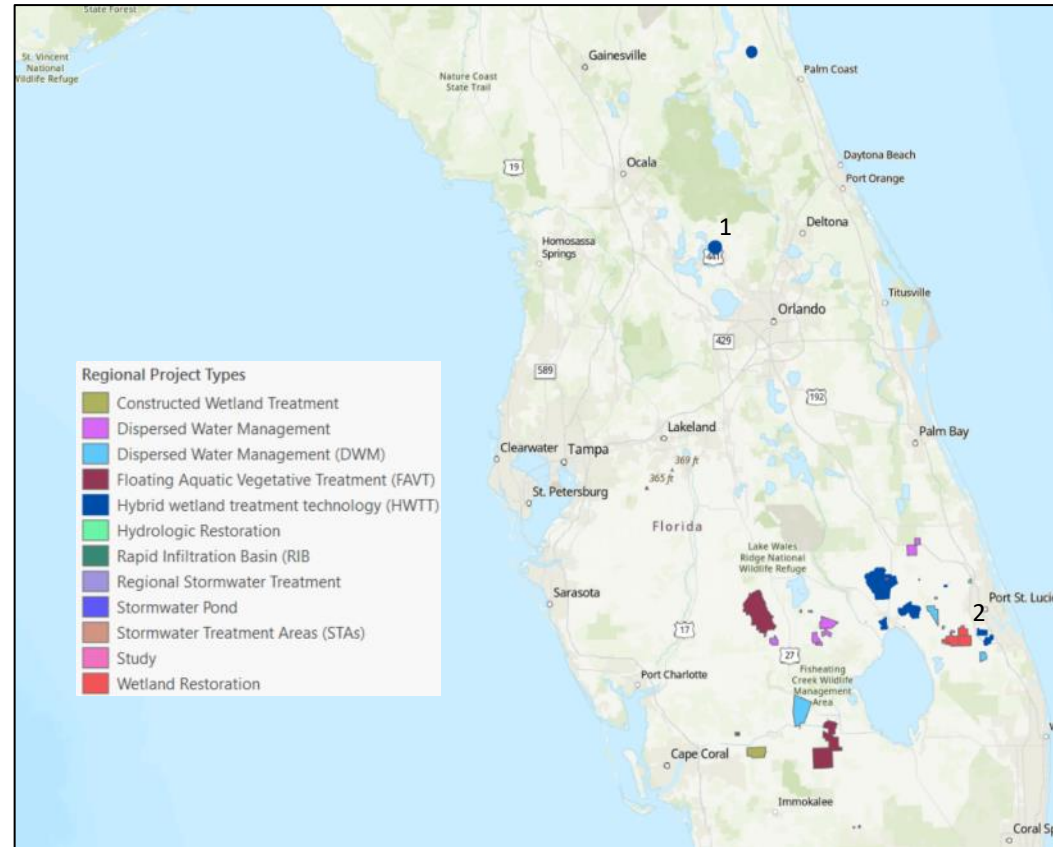 State Forest
St. Vincent
National
Wildlife Refuge
Gainesville
Nature Coast
State Trail
Palm Coast
19
Ocala
Daytona Beach
Port Orange
1
Deltona
441
Homosassa
Springs
Titusville
Orlando
429
589
192
Regional Project Types
Constructed Wetland Treatment
Dispersed Water Management
Dispersed Water Management (DWM)
Floating Aquatic Vegetative Treatment (FAVT)
Hybrid wetland treatment technology (HWTT)
Hydrologic Restoration
Rapid Infiltration Basin (RIB
Regional Stormwater Treatment
Stormwater Pond
Stormwater Treatment Areas (STAs)
Study
Wetland Restoration
Lakeland
Palm Bay
Clearwater
Tampa
369 ft
365 ft
St. Petersburg
Florida
Lake Wales
Ridge National
Wildlife Refuge
Sarasota
Port St. Lucie
2
17
27
Port Charlotte
Fisheating
Creek Wildlife
Management
Area
Cape Coral
Immokalee
Coral Sp